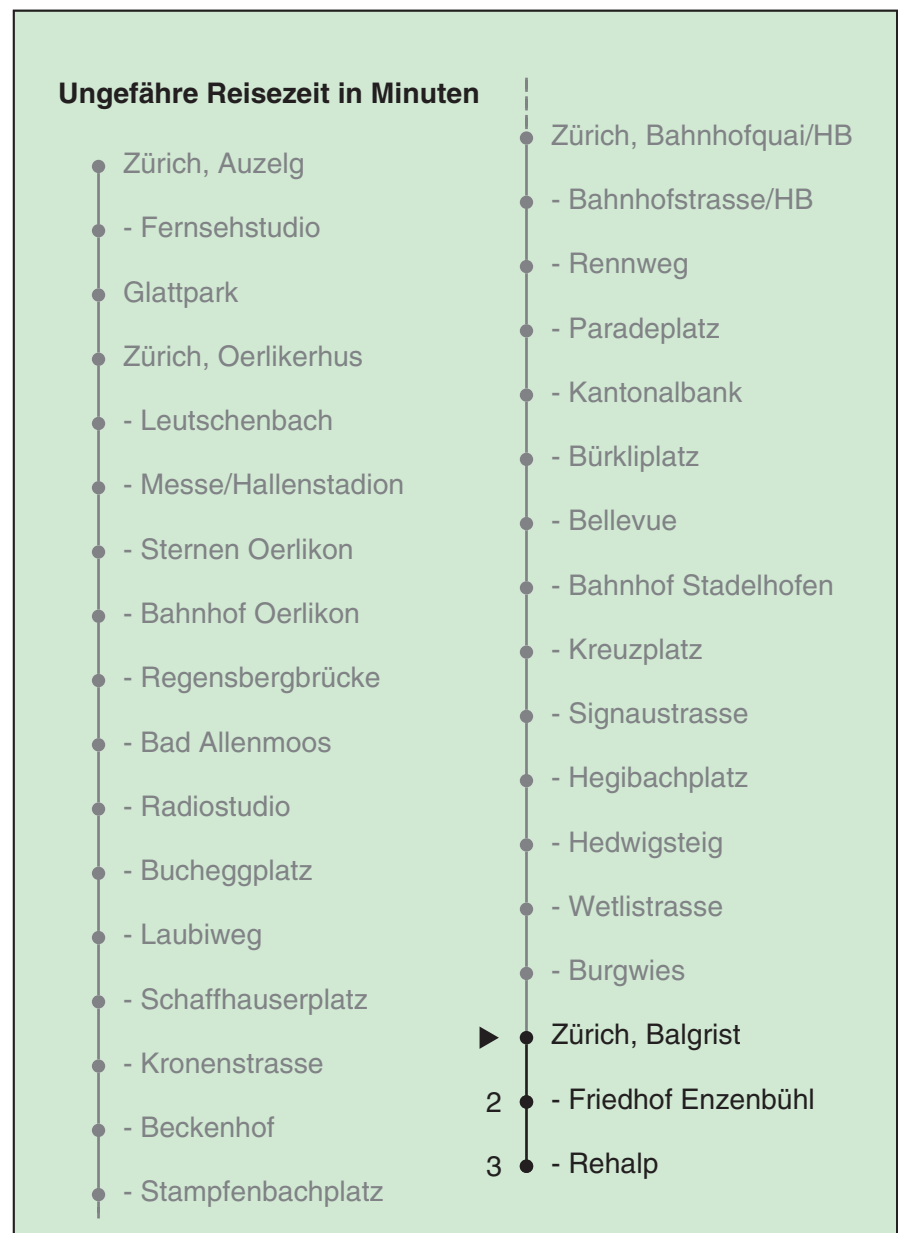 Ungefähre Reisezeit in Minuten
Zürich, Auzelg
- Fernsehstudio
Glattpark
Zürich, Oerlikerhus
- Leutschenbach
- Messe/Hallenstadion
- Sternen Oerlikon
- Bahnhof Oerlikon
- Regensbergbrücke
- Bad Allenmoos
- Radiostudio
- Bucheggplatz
- Laubiweg
- Schaffhauserplatz
- Kronenstrasse
- Beckenhof
- Stampfenbachplatz
Zürich, Bahnhofquai/HB
- Bahnhofstrasse/HB
- Rennweg
- Paradeplatz
- Kantonalbank
- Bürkliplatz
- Bellevue
- Bahnhof Stadelhofen
- Kreuzplatz
- Signaustrasse
- Hegibachplatz
- Hedwigsteig
- Wetlistrasse
- Burgwies
Zürich, Balgrist
2 - Friedhof Enzenbühl
3 - Rehalp